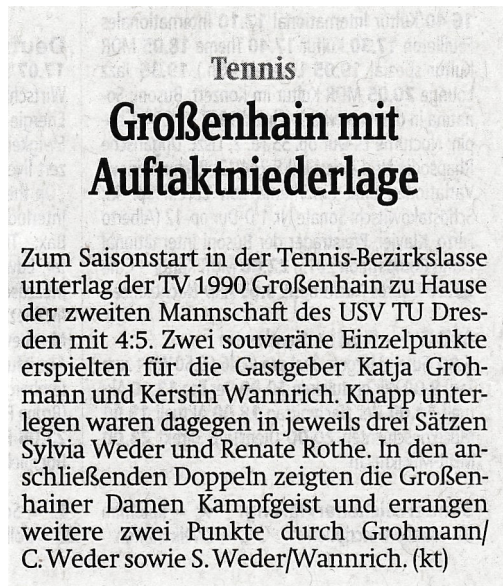 Tennis
Großenhain mit
Auftaktniederlage
Zum Saisonstart in der Tennis-Bezirkslasse
unterlag der TV 1990 Großenhain zu Hause
der zweiten Mannschaft des USV TU Dres-
den mit 4:5. Zwei souveräne Einzelpunkte
erspielten für die Gastgeber Katja Groh-
mann und Kerstin Wannrich. Knapp unter-
legen waren dagegen in jeweils drei Sätzen
Sylvia Weder und Renate Rothe. In den an-
schließenden Doppeln zeigten die Großen-
hainer Damen Kampfgeist und errangen
weitere zwei Punkte durch Grohmann/
C. Weder sowie S. Weder/Wannrich. (kt)